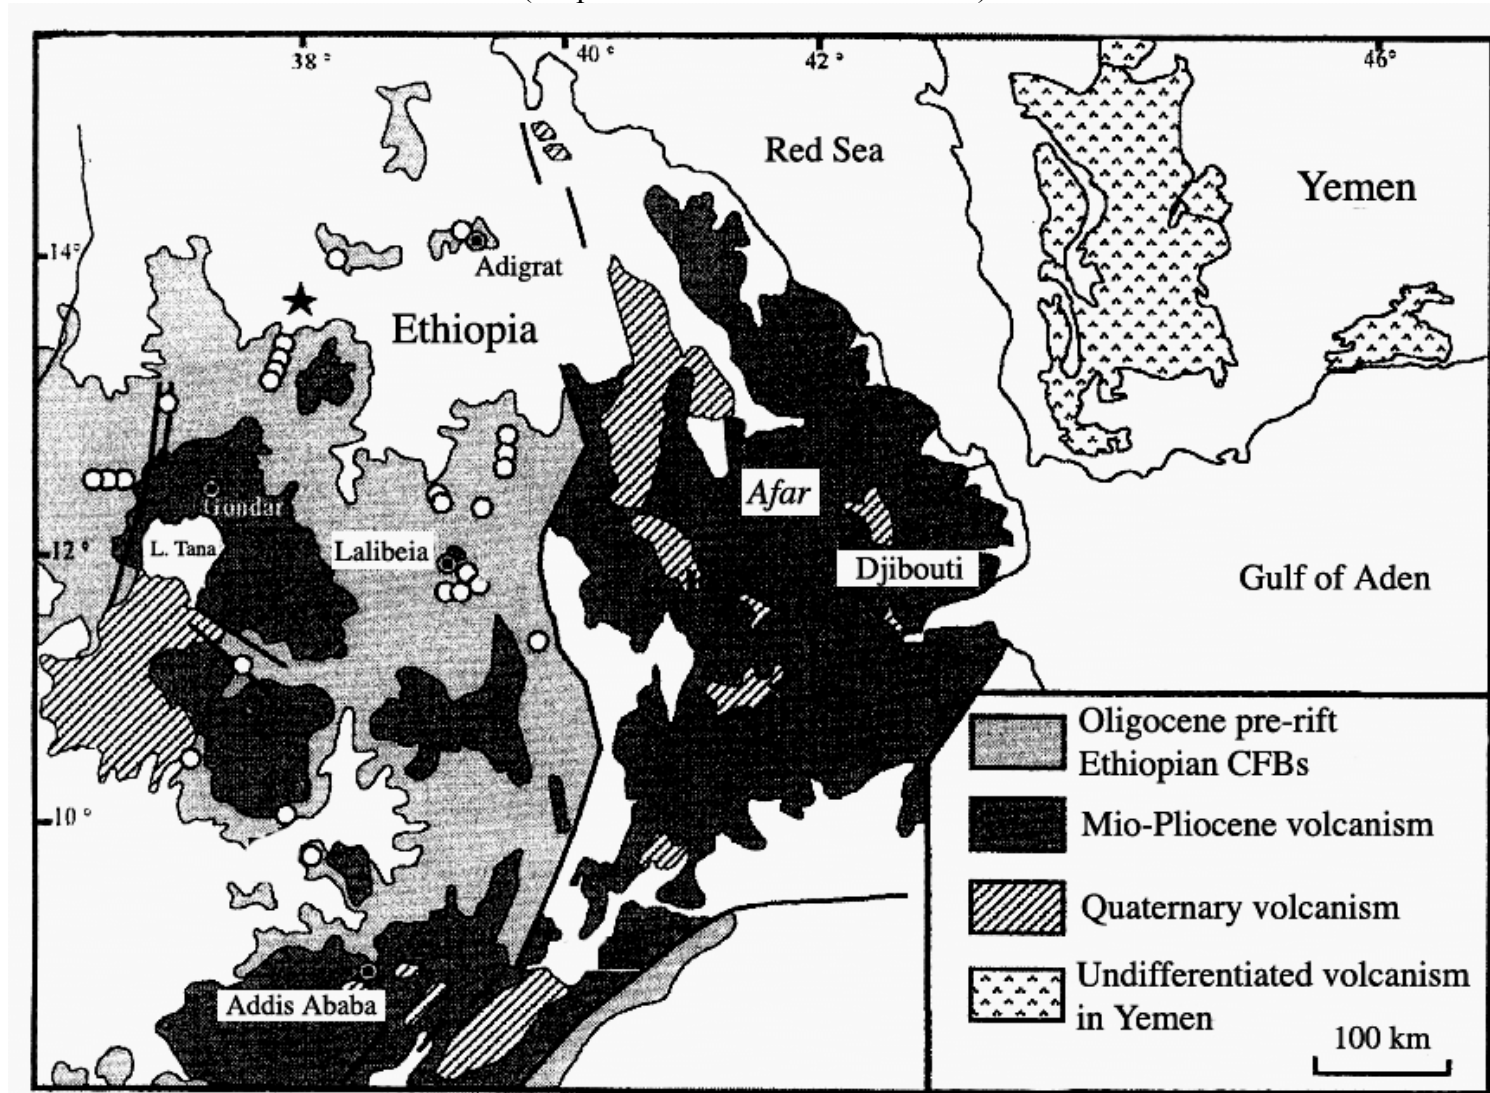 38°
40°
42°
46°
Red Sea
Yemen
14°
Adigrat
Ethiopia
Afar
Gondar
12°
L. Tana
Lalibeia
Djibouti
Gulf of Aden
10°
Addis Ababa
Oligocene pre-rift
Ethiopian CFBs
Mio-Pliocene volcanism
Quaternary volcanism
Undifferentiated volcanism
in Yemen
100 km